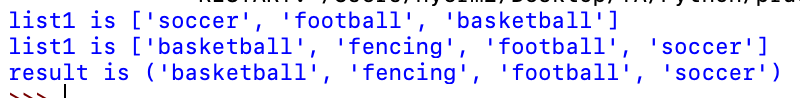 list1 is ['soccer', 'football', 'basketball']
list1 is ['basketball', 'fencing', 'football', 'soccer']
result is ('basketball', 'fencing', 'football', 'soccer')
>>>